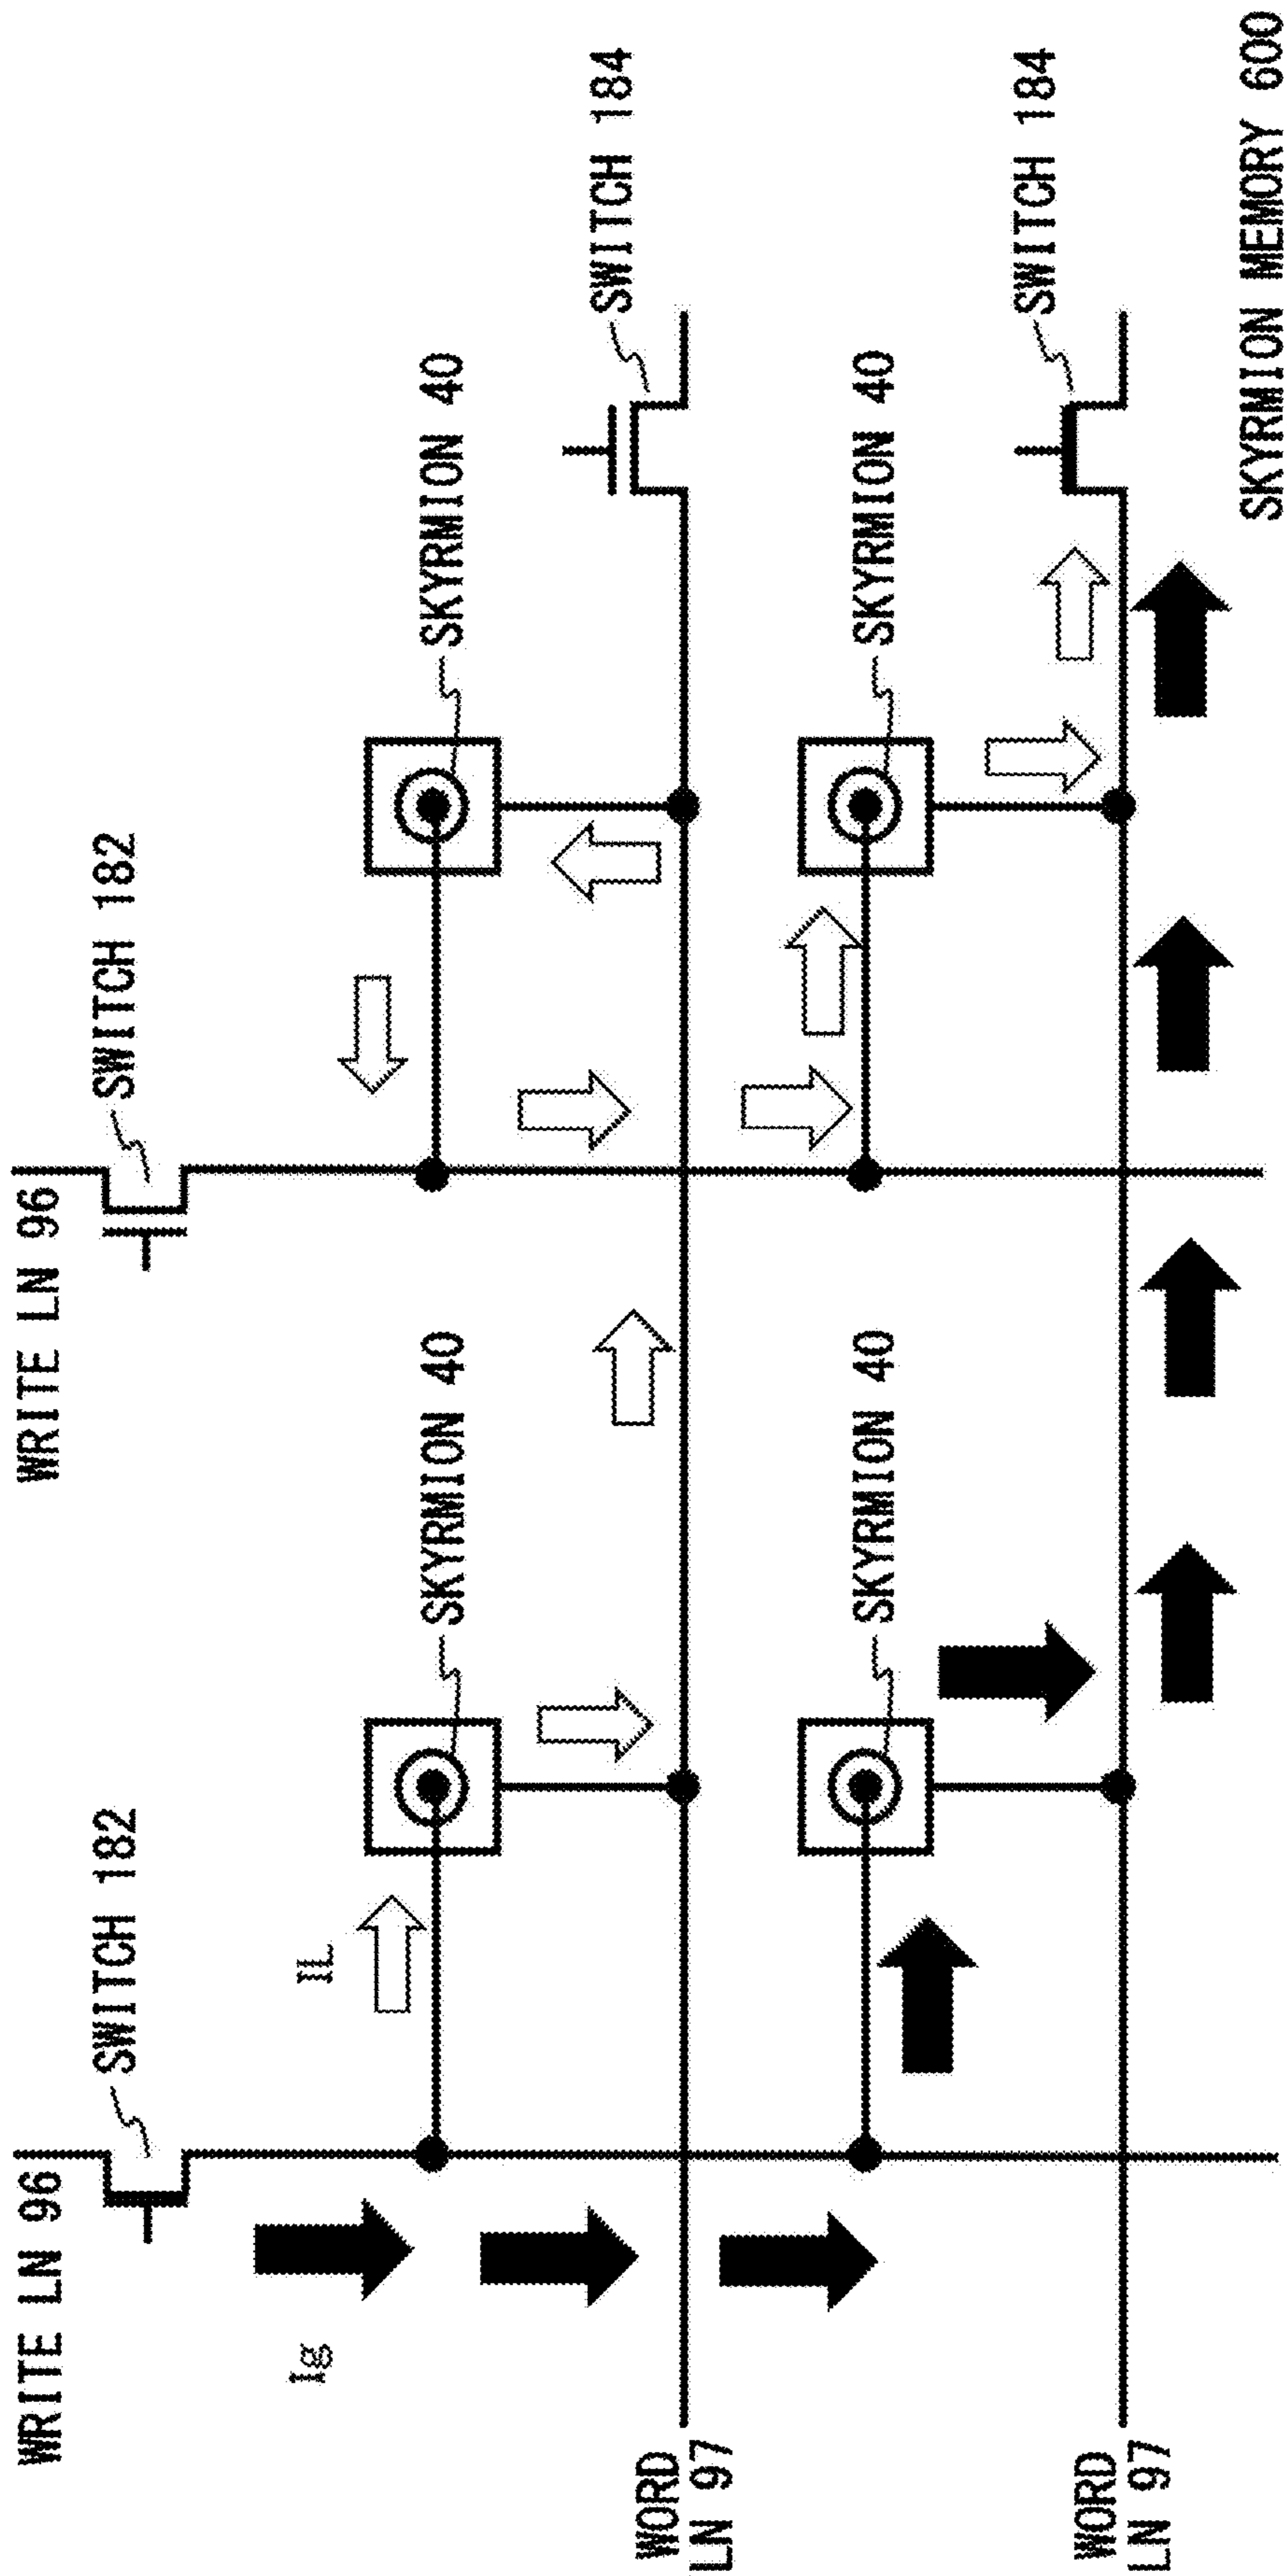 WRITE LN 96
WRITE LN 96
SWITCH 182
SWITCH 182
Ig
IL
SKYRMION 40
SKYRMION 40
SWITCH 184
WORD
LN 97
SKYRMION 40
SKYRMION 40
SWITCH 184
WORD
LN 97
SKYRMION MEMORY 600